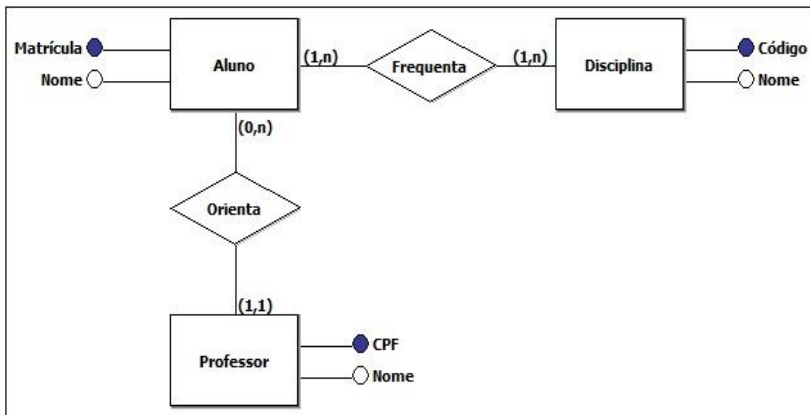 Matrícula
Nome
Aluno
(1,n)
Frequenta
(1,n)
Disciplina
Código
Nome
(0,n)
Orienta
(1,1)
Professor
CPF
Nome